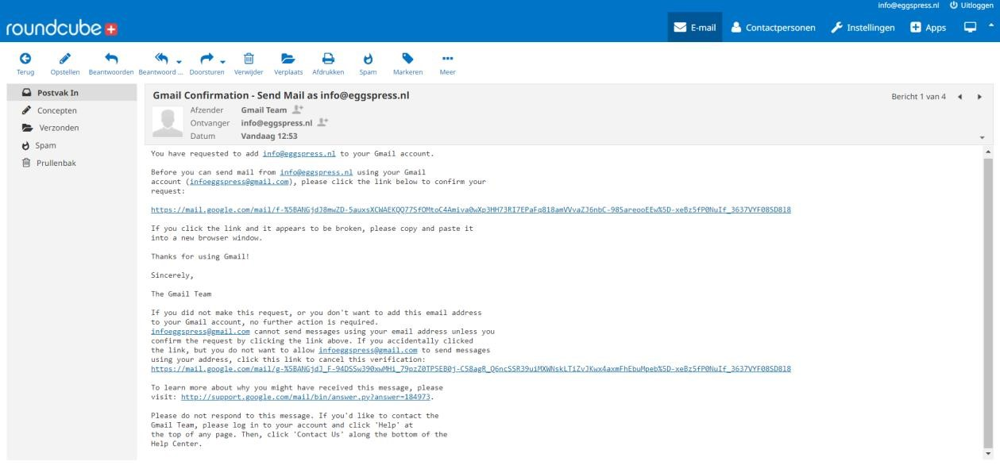 info@eggspress.nl Uitloggen
roundcube
E-mail Contactpersonen Instellingen Apps
Terug Opstellen Beantwoorden Beantwoord ... Doorsturen Verwijder Verplaats Afdrukken Spam Markeren Meer
Postvak In
Concepten
Verzonden
Spam
Prullenbak
Gmail Confirmation - Send Mail as info@eggspress.nl
Bericht 1 van 4
Afzender Gmail Team
Ontvanger info@eggspress.nl
Datum Vandaag 12:53
You have requested to add info@eggspress.nl to your Gmail account.
Before you can send mail from info@eggspress.nl using your Gmail
account (infoeggspress@gmail.com), please click the link below to confirm your
request:
https://mail.google.com/mail/f-%5BANGjdJ8mwZD-5auxsXCWAEKQQ77SfOMtoC4Amiva0wXp3HH73RI7EPaFq818amVVvaZJ6nbC-98SareooEEw%5D-xeBz5fP0NuIf_3637VYF08SD8l8
If you click the link and it appears to be broken, please copy and paste it
into a new browser window.
Thanks for using Gmail!
Sincerely,
The Gmail Team
If you did not make this request, or you don't want to add this email address
to your Gmail account, no further action is required.
infoeggspress@gmail.com cannot send messages using your email address unless you
confirm the request by clicking the link above. If you accidentally clicked
the link, but you do not want to allow infoeggspress@gmail.com to send messages
using your address, click this link to cancel this verification:
https://mail.google.com/mail/g-%5BANGjdJ_F-94DSSw390xwMHi_79pzZ0TP5EB0j-C58agR_Q6ncSSR39uiMXWNskLTiZvJKwx4axmFhEbuMpeb%5D-xeBz5fP0NuIf_3637VYF08SD8l8
To learn more about why you might have received this message, please
visit: http://support.google.com/mail/bin/answer.py?answer=184973.
Please do not respond to this message. If you'd like to contact the
Gmail Team, please log in to your account and click 'Help' at
the top of any page. Then, click 'Contact Us' along the bottom of the
Help Center.